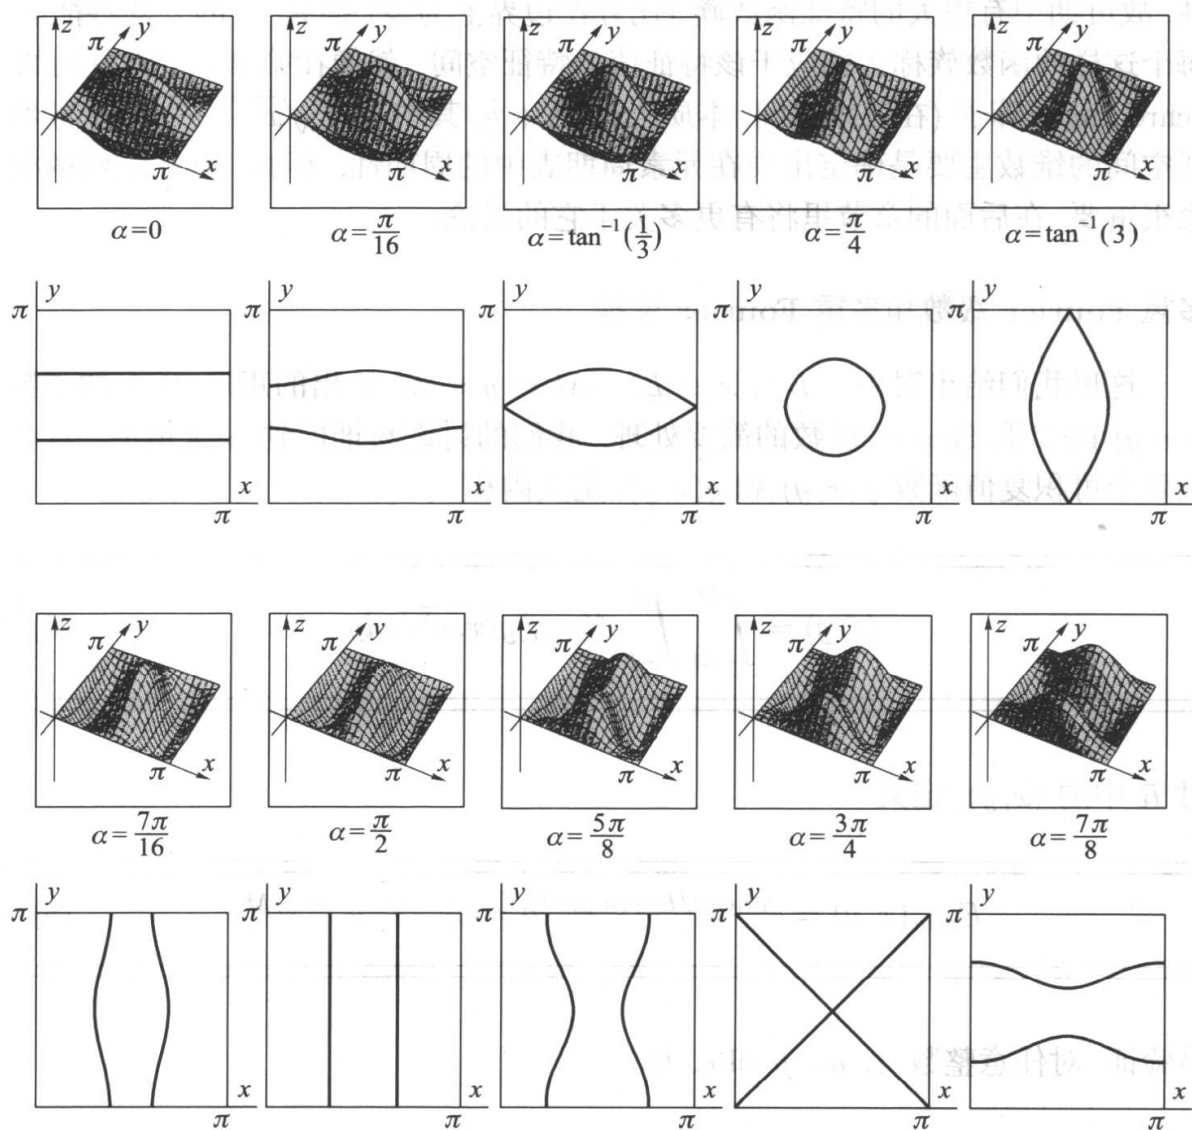 z π y x
z π y π x
z π y π x
z π y π x
z π y π x
α=0
α=π/16
α=tan⁻¹(1/3)
α=π/4
α=tan⁻¹(3)
y π x π
y π x π
y π x π
y π x π
y π x π
z π y π x
z π y π x
z π y π x
z π y π x
z π y π x
α=7π/16
α=π/2
α=5π/8
α=3π/4
α=7π/8
y π x π
y π x π
y π x π
y π x π
y π x π